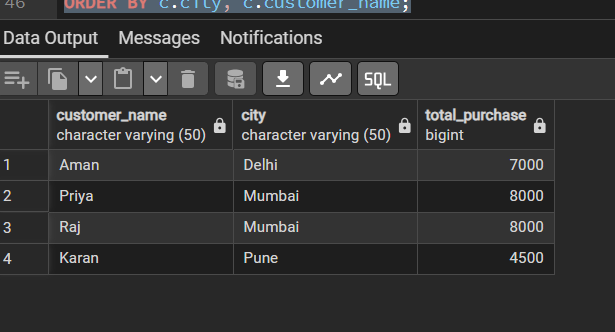 46 ORDER BY c.city, c.customer_name;
Data Output Messages Notifications
SQL
customer_name city total_purchase
character varying (50) character varying (50) bigint
1 Aman Delhi 7000
2 Priya Mumbai 8000
3 Raj Mumbai 8000
4 Karan Pune 4500